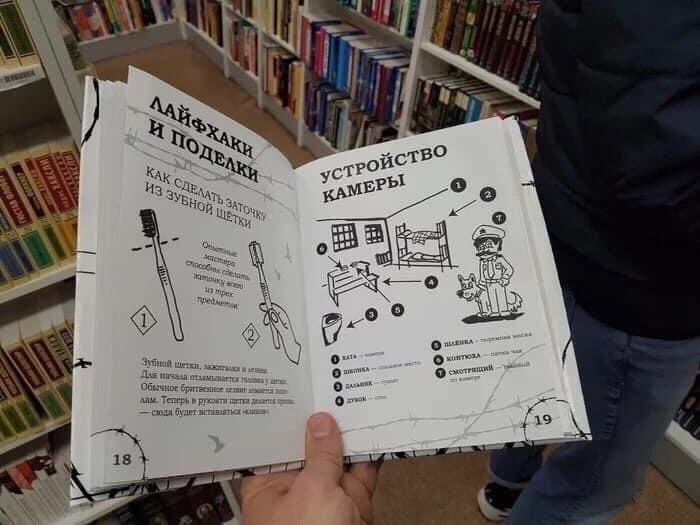 ЛАЙФХАКИ
И ПОДЕЛКИ
КАК СДЕЛАТЬ ЗАТОЧКУ
ИЗ ЗУБНОЙ ЩЁТКИ
Опытные
мастера
способны сделать
заточку всего
из трех
предметов:
1
2
Зубной щетки, зажигалки и лезвия.
Для начала отламывается головка у щетки.
Обычное бритвенное лезвие ломается попо-
лам. Теперь в рукояти щетки делается
— сюда будет вставляться «клинок».
18
УСТРОЙСТВО
КАМЕРЫ
1
2
7
6
4
5
3
1 ХАТА — камера
2 ШКОНКА — спальное место
3 ДАЛЬНЯК — туалет
4 ДУБОК — стол
5 ШЛЁНКА — тюремная миска
6 КОНТЮХА — пачка чая
7 СМОТРЯЩИЙ — главный
по камере
19